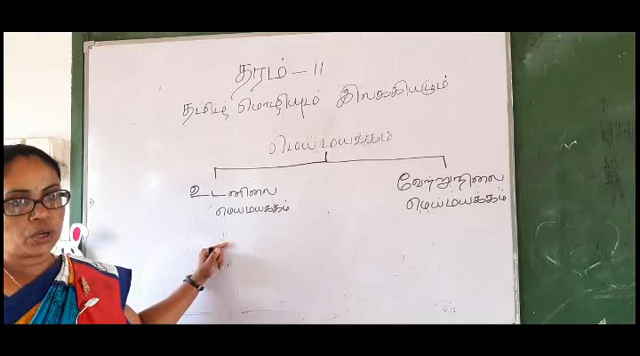 தரம் - 11
தமிழ் மொழியும் இலக்கியமும்
மெய்மயக்கம்
உடனிலை வேற்றுநிலை
மெய்மயக்கம் மெய்மயக்கம்